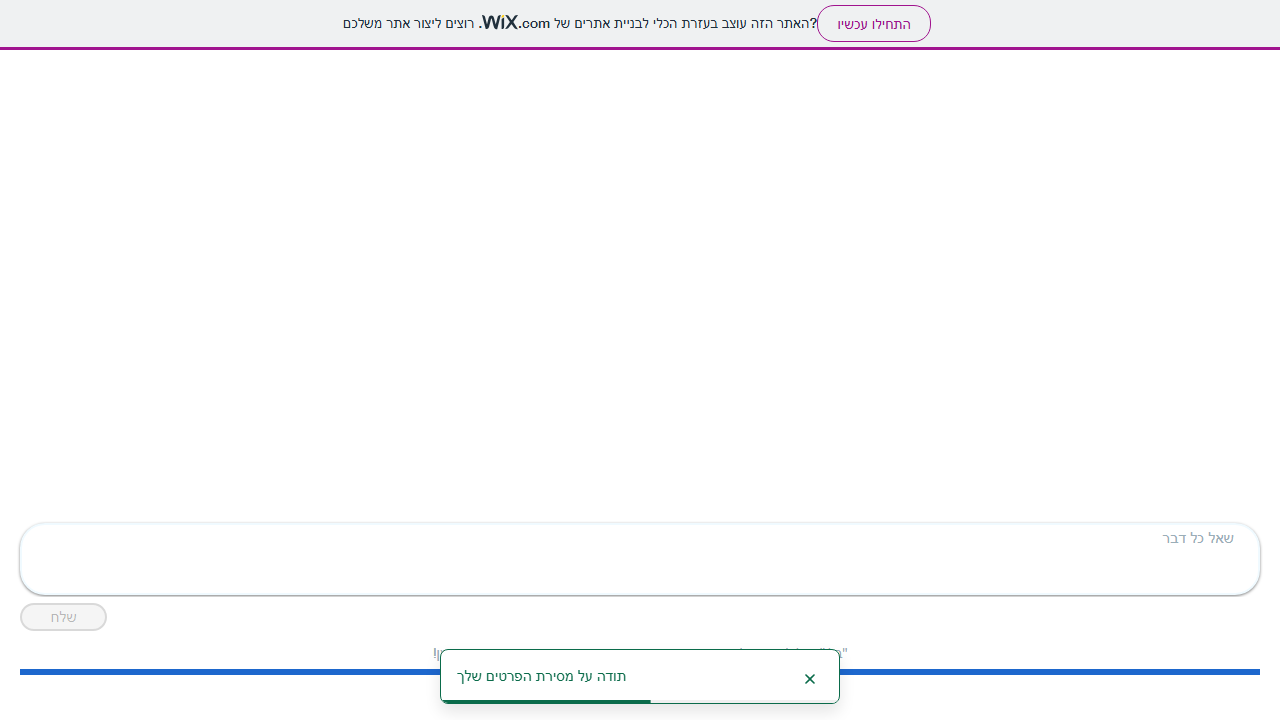 האתר הזה עוצב בעזרת הכלי לבניית אתרים של WiX.com. רוצים ליצור אתר משלכם?
התחילו עכשיו
שאל כל דבר
שלח
תודה על מסירת הפרטים שלך